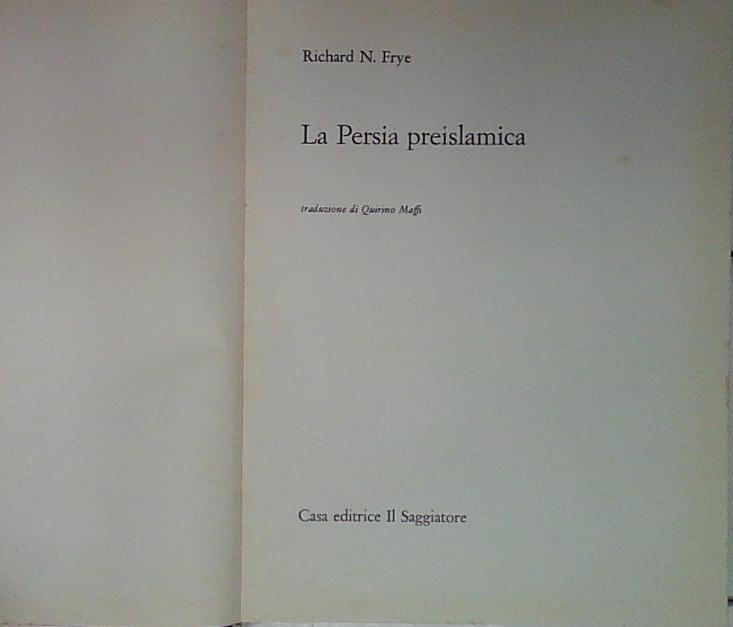 Richard N. Frye
La Persia preislamica
traduzione di Quirino Maffi
Casa editrice Il Saggiatore